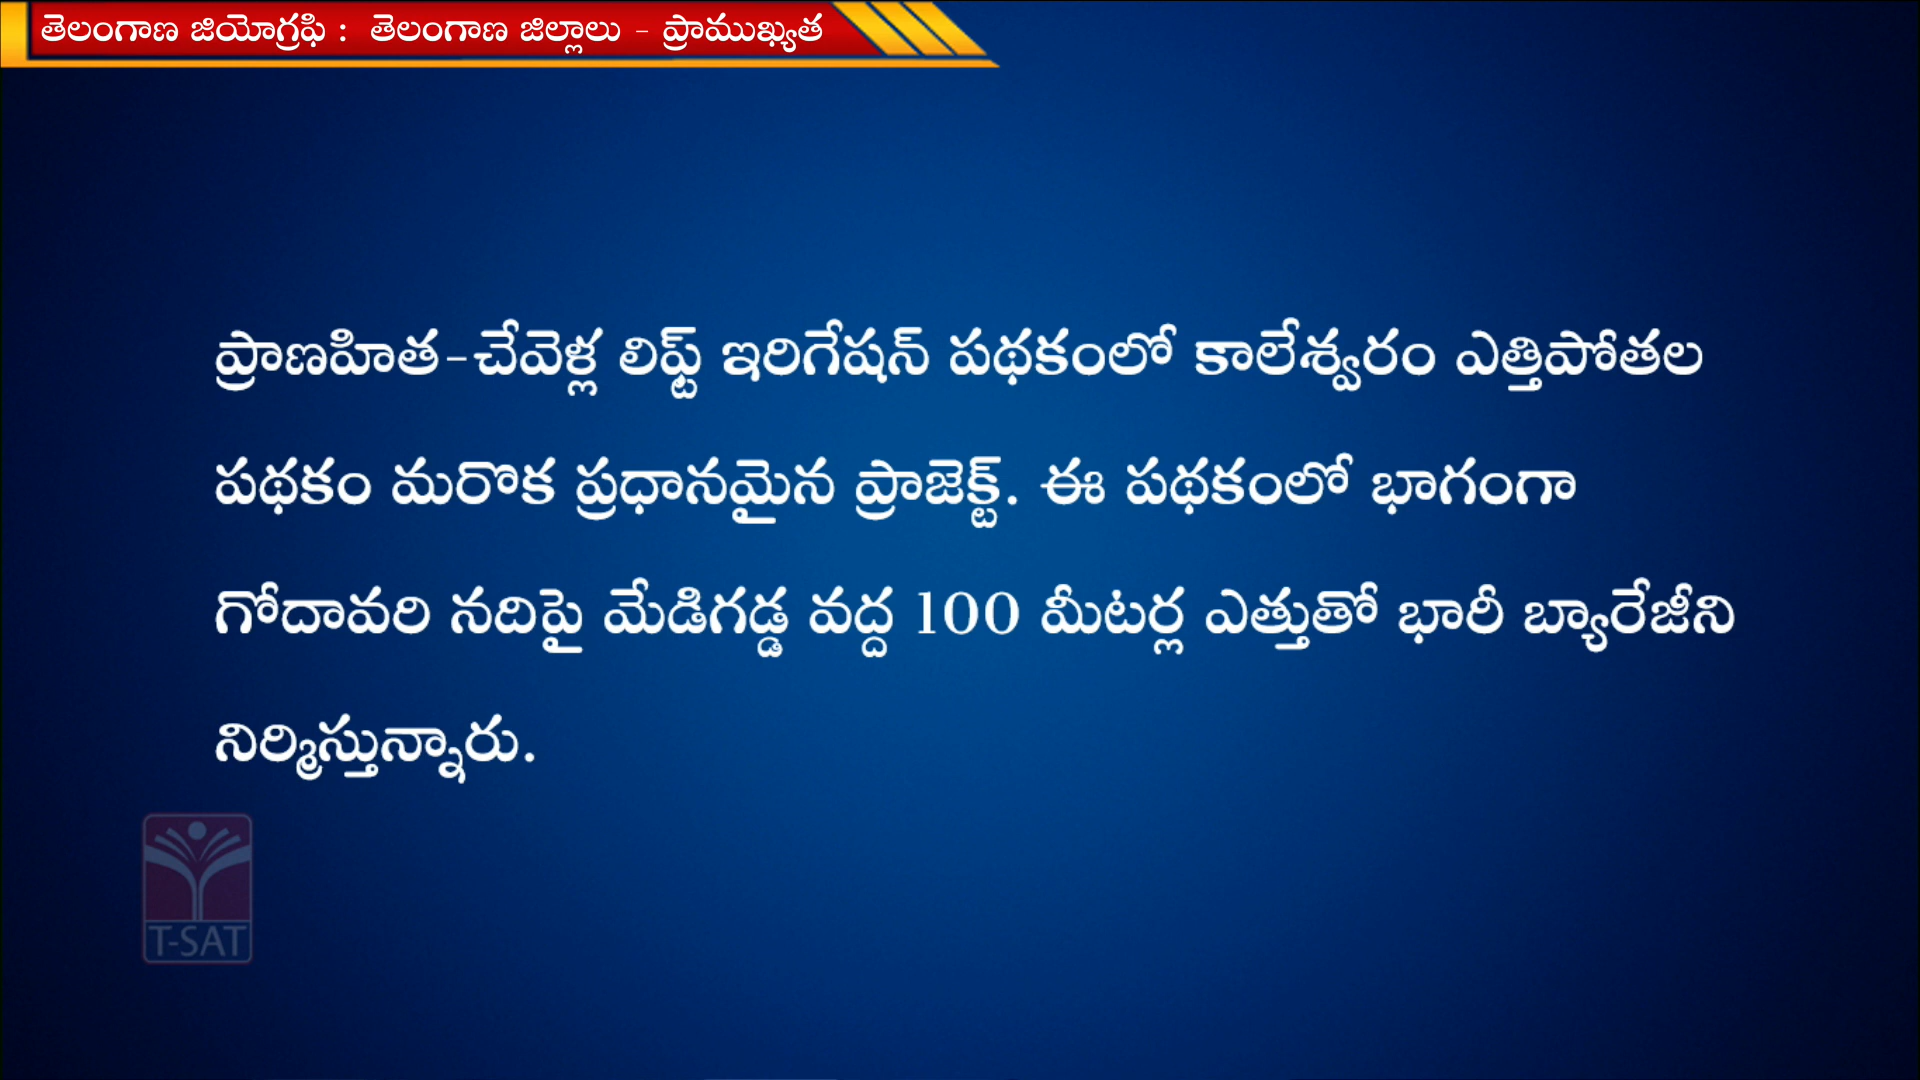 తెలంగాణ జియోగ్రఫి : తెలంగాణ జిల్లాలు - ప్రాముఖ్యత
ప్రాణహిత-చేవెళ్ల లిఫ్ట్ ఇరిగేషన్ పథకంలో కాలేశ్వరం ఎత్తిపోతల
పథకం మరొక ప్రధానమైన ప్రాజెక్ట్. ఈ పథకంలో భాగంగా
గోదావరి నదిపై మేడిగడ్డ వద్ద 100 మీటర్ల ఎత్తుతో భారీ బ్యారేజీని
నిర్మిస్తున్నారు.
T-SAT